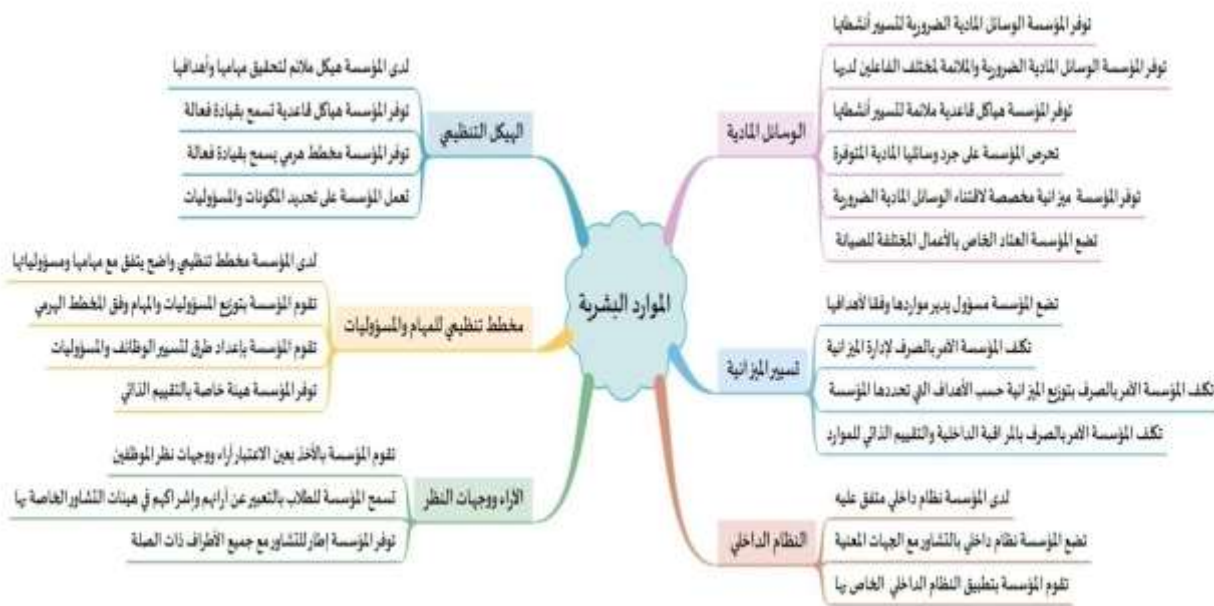 الموارد البشرية
الوسائل المادية
توفر المؤسسة الوسائل المادية الضرورية لتسيير أنشطتها
توفر المؤسسة الوسائل المادية الضرورية والملائمة لمختلف الفاعلين لديها
توفر المؤسسة هياكل قاعدية ملائمة لتسيير أنشطتها
تحرص المؤسسة على جرد وسائلها المادية المتوفرة
توفر المؤسسة ميزانية مخصصة لاقتناء الوسائل المادية الضرورية
تضع المؤسسة العتاد الخاص بالأعمال المختلفة للصيانة
تسيير الميزانية
تضع المؤسسة مسؤول يدير مواردها وفقا لأهدافها
تكلف المؤسسة الآمر بالصرف لإدارة الميزانية
تكلف المؤسسة الآمر بالصرف بتوزيع الميزانية حسب الأهداف التي تحددها المؤسسة
تكلف المؤسسة الآمر بالصرف بالمراقبة الداخلية والتقييم الذاتي للموارد
النظام الداخلي
لدى المؤسسة نظام داخلي متفق عليه
تضع المؤسسة نظام داخلي بالتشاور مع الجهات المعنية
تقوم المؤسسة بتطبيق النظام الداخلي الخاص بها
الهيكل التنظيمي
لدى المؤسسة هيكل ملائم لتحقيق مهامها وأهدافها
توفر المؤسسة هياكل قاعدية تسمح بقيادة فعالة
توفر المؤسسة مخطط هرمي يسمح بقيادة فعالة
تعمل المؤسسة على تحديد المكونات والمسؤوليات
مخطط تنظيمي للمهام والمسؤوليات
لدى المؤسسة مخطط تنظيمي واضح يتفق مع مهامها ومسؤولياتها
تقوم المؤسسة بتوزيع المسؤوليات والمهام وفق المخطط الهرمي
تقوم المؤسسة بإعداد طرق لتسيير الوظائف والمسؤوليات
توفر المؤسسة هيئة خاصة بالتقييم الذاتي
الآراء ووجهات النظر
تقوم المؤسسة بالأخذ بعين الاعتبار آراء ووجهات نظر الموظفين
تسمح المؤسسة للطلاب بالتعبير عن آرائهم وإشراكهم في هيئات التشاور الخاصة بها
توفر المؤسسة إطار للتشاور مع جميع الأطراف ذات الصلة